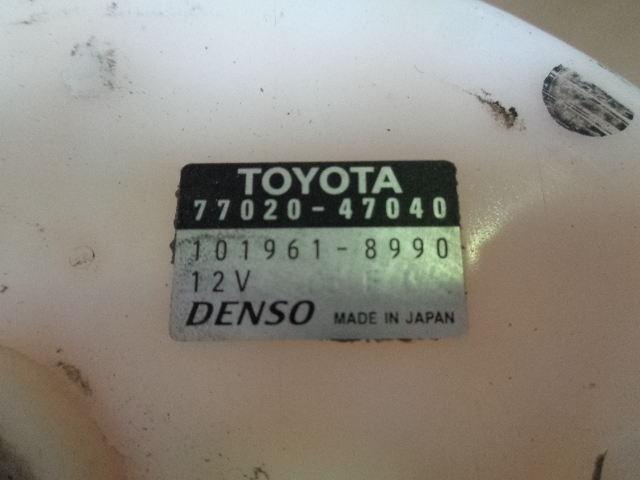 TOYOTA
77020-47040
101961-8990
12V
DENSO MADE IN JAPAN